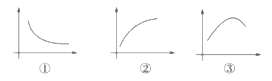 ① ② ③